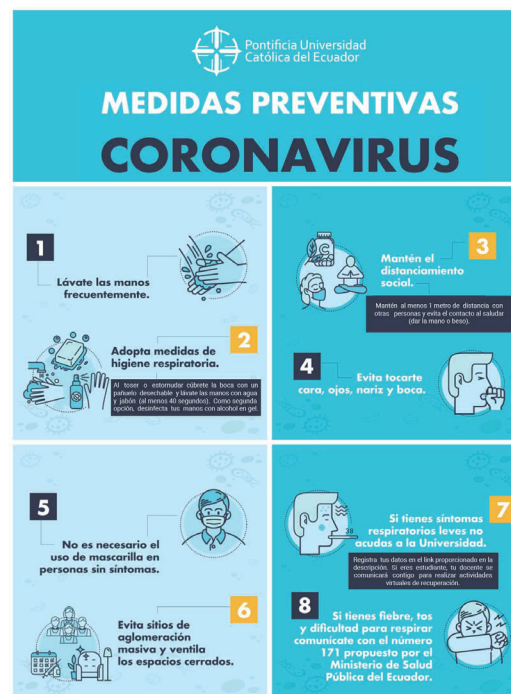 Pontificia Universidad
Católica del Ecuador
MEDIDAS PREVENTIVAS
CORONAVIRUS
1
Lávate las manos
frecuentemente.
2
Adopta medidas de
higiene respiratoria.
Al toser o estornudar cúbrete la boca con un
pañuelo desechable y lávate las manos con agua
y jabón (al menos 40 segundos). Como segunda
opción, desinfecta tus manos con alcohol en gel.
3
Mantén el
distanciamiento
social.
Mantén al menos 1 metro de distancia con
otras personas y evita el contacto al saludar
(dar la mano o beso).
4
Evita tocarte
cara, ojos, nariz y boca.
5
No es necesario el
uso de mascarilla en
personas sin síntomas.
6
Evita sitios de
aglomeración
masiva y ventila
los espacios cerrados.
7
38
Si tienes síntomas
respiratorios leves no
acudas a la Universidad.
Registra tus datos en el link proporcionado en la
descripción. Si eres estudiante, tu docente se
comunicará contigo para realizar actividades
virtuales de recuperación.
8
Si tienes fiebre, tos
y dificultad para respirar
comunícate con el número
171 propuesto por el
Ministerio de Salud
Pública del Ecuador.